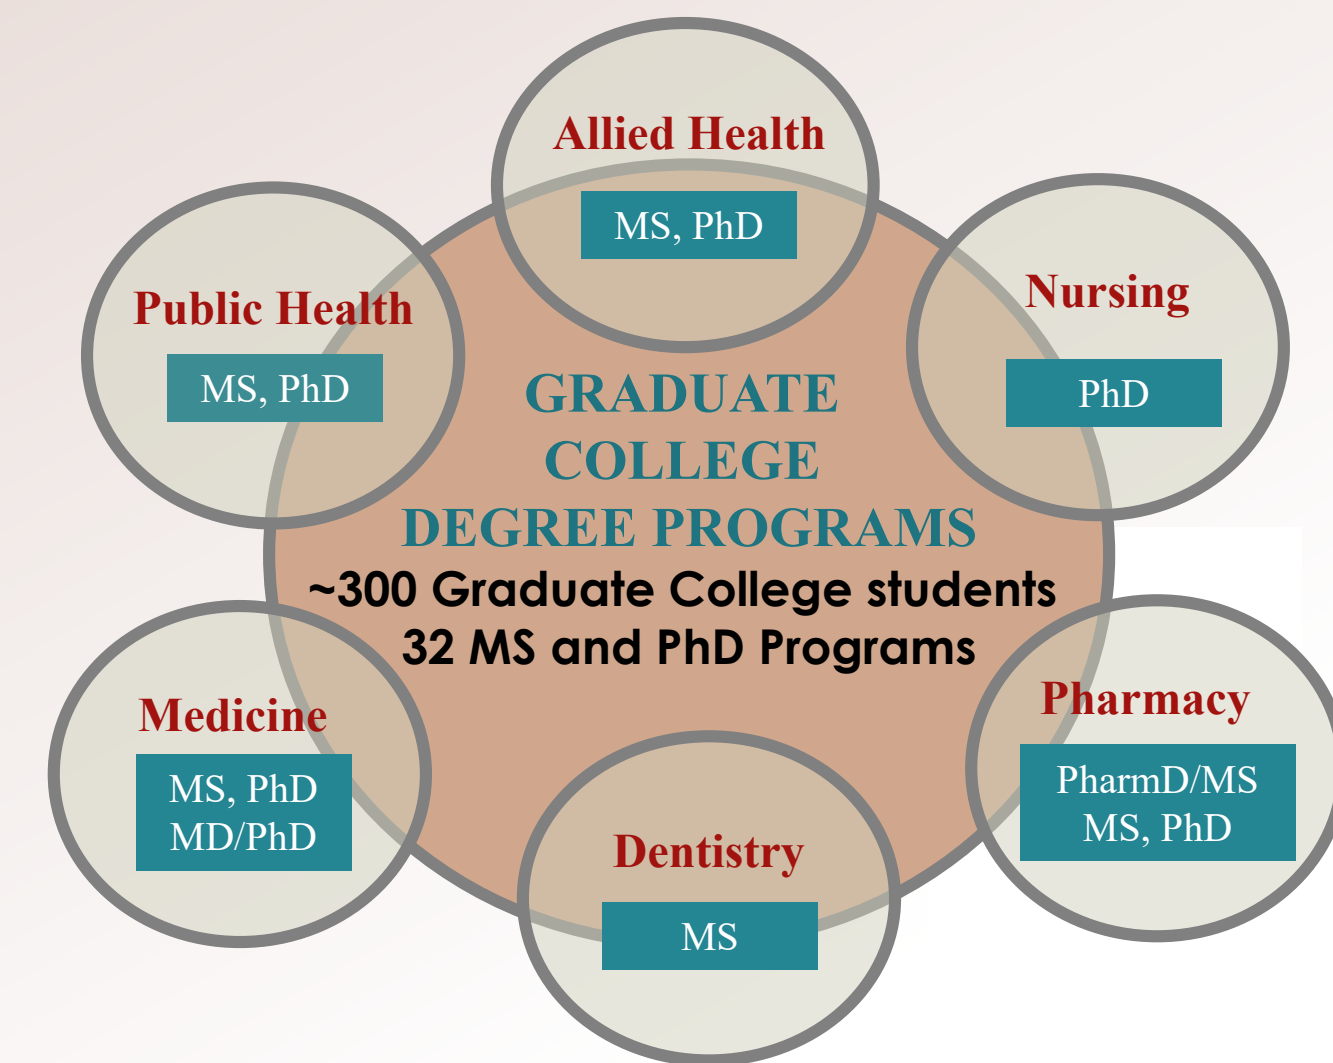 Allied Health
MS, PhD
Nursing
PhD
Public Health
MS, PhD
GRADUATE
COLLEGE
DEGREE PROGRAMS
~300 Graduate College students
32 MS and PhD Programs
Medicine
MS, PhD
MD/PhD
Pharmacy
PharmD/MS
MS, PhD
Dentistry
MS